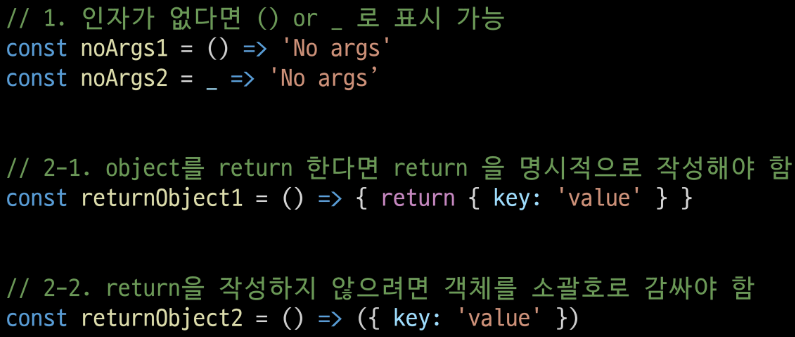 // 1. 인자가 없다면 () or _ 로 표시 가능
const noArgs1 = () => 'No args'
const noArgs2 = _ => 'No args’
// 2-1. object를 return 한다면 return 을 명시적으로 작성해야 함
const returnObject1 = () => { return { key: 'value' } }
// 2-2. return을 작성하지 않으려면 객체를 소괄호로 감싸야 함
const returnObject2 = () => ({ key: 'value' })